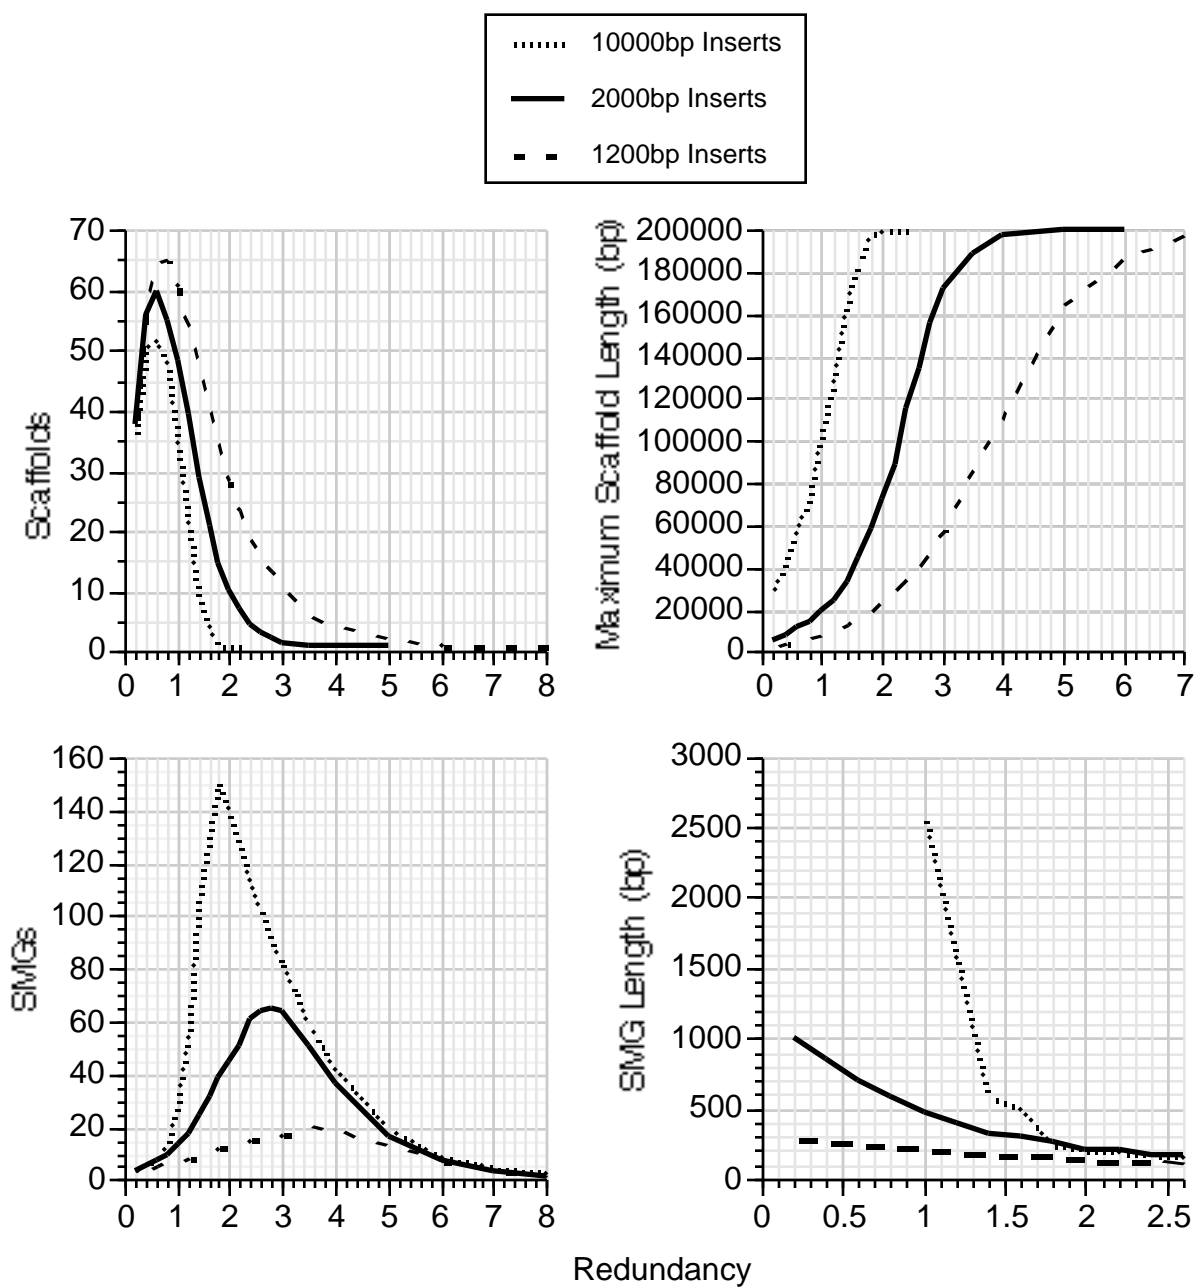 10000bp Inserts
2000bp Inserts
1200bp Inserts
Scaffolds
70
60
50
40
30
20
10
0
0 1 2 3 4 5 6 7 8
Maximum Scaffold Length (bp)
200000
180000
160000
140000
120000
100000
80000
60000
40000
20000
0
0 1 2 3 4 5 6 7
SMGs
160
140
120
100
80
60
40
20
0
0 1 2 3 4 5 6 7 8
SMG Length (bp)
3000
2500
2000
1500
1000
500
0
0 0.5 1 1.5 2 2.5
Redundancy